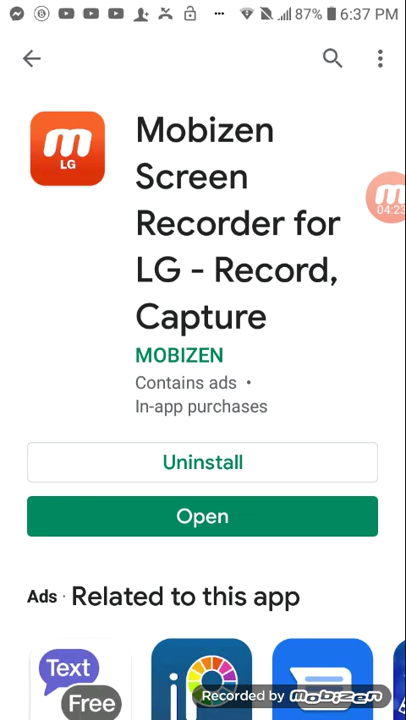 87% 6:37 PM
m
LG
Mobizen
Screen
Recorder for
LG - Record,
Capture
m
04:23
MOBIZEN
Contains ads •
In-app purchases
Uninstall
Open
Ads · Related to this app
Text
Free
Recorded by Mobizen